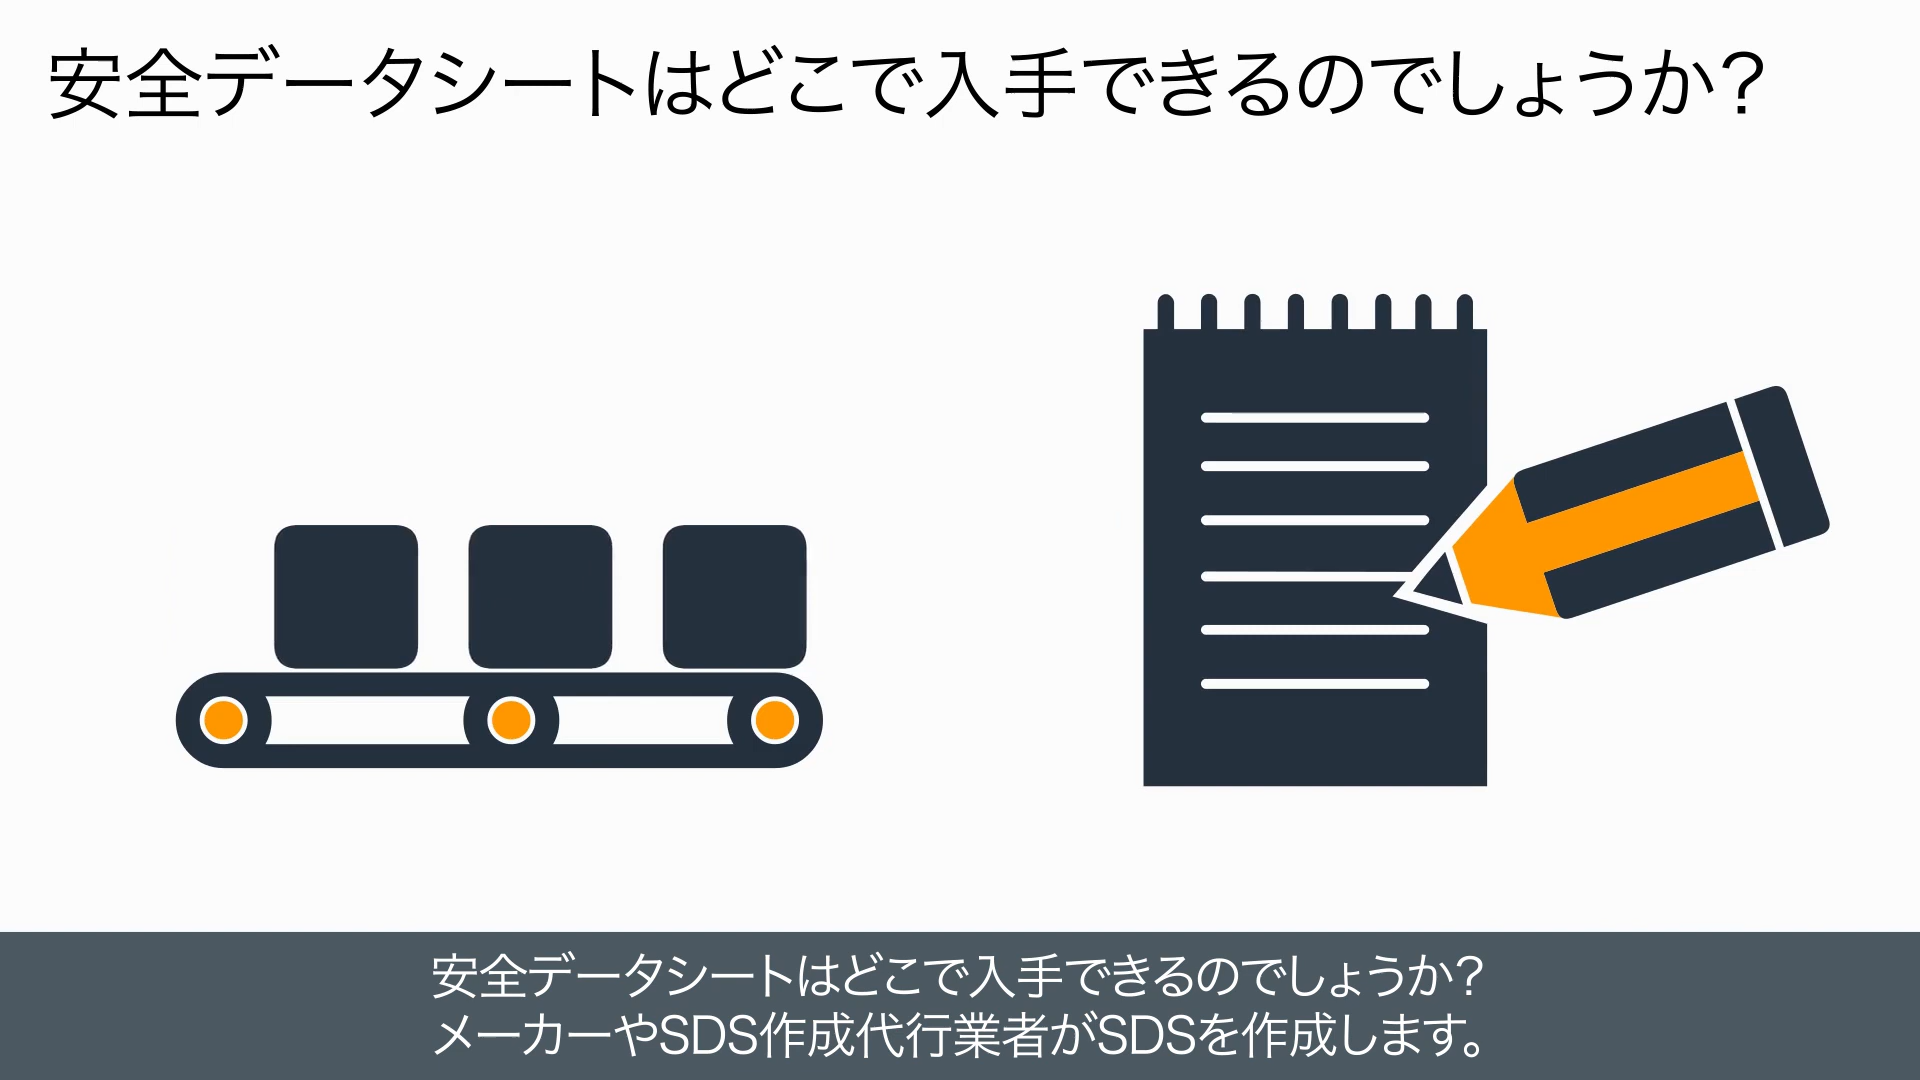 安全データシートはどこで入手できるのでしょうか?
安全データシートはどこで入手できるのでしょうか?
メーカーやSDS作成代行業者がSDSを作成します。